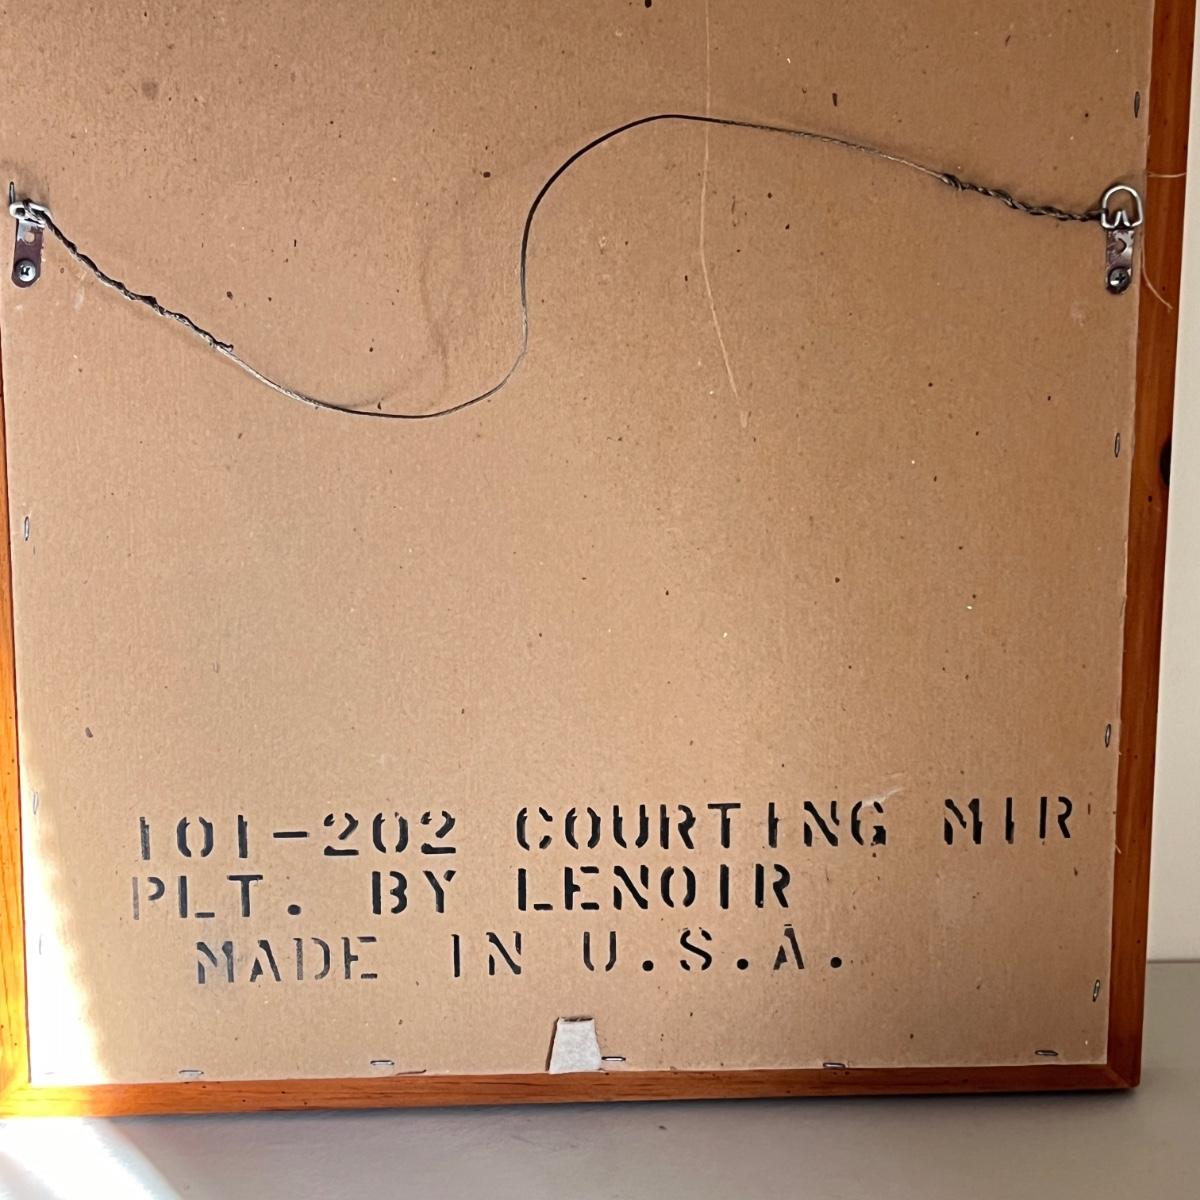 101-202 COURTING MIR
PLT. BY LENOIR
MADE IN U.S.A.